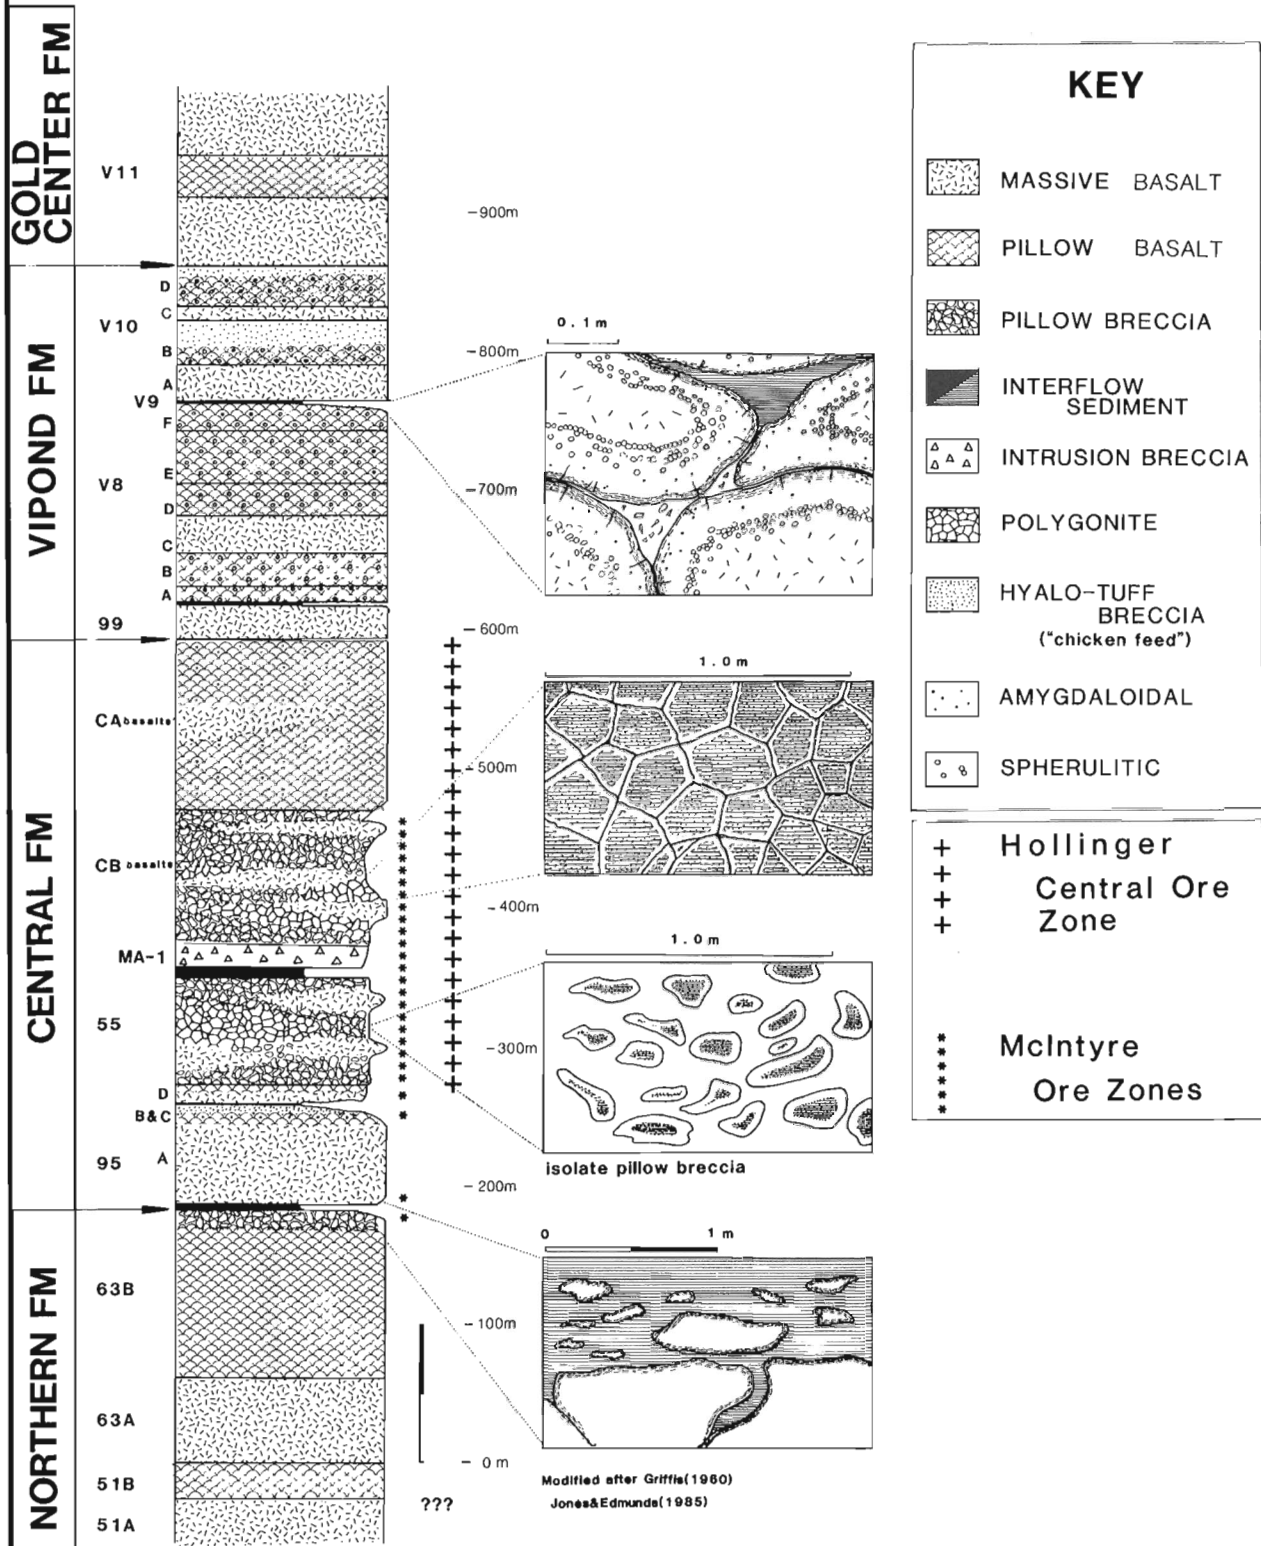 GOLD
CENTER FM
VIPOND FM
CENTRAL FM
NORTHERN FM
V11
D
C
V10
B
A
V9
F
E
V8
D
C
B
A
99
CA basalts
CB basalts
MA-1
55
D
B&C
95 A
63B
63A
51B
51A
-900m
-800m
-700m
-600m
-500m
-400m
-300m
-200m
-100m
- 0 m
???
0.1 m
1.0 m
1.0 m
isolate pillow breccia
0 1 m
Modified after Griffis(1960)
Jones&Edmunds(1985)
KEY
MASSIVE BASALT
PILLOW BASALT
PILLOW BRECCIA
INTERFLOW
SEDIMENT
INTRUSION BRECCIA
POLYGONITE
HYALO-TUFF
BRECCIA
("chicken feed")
AMYGDALOIDAL
SPHERULITIC
Hollinger
Central Ore
Zone
McIntyre
Ore Zones